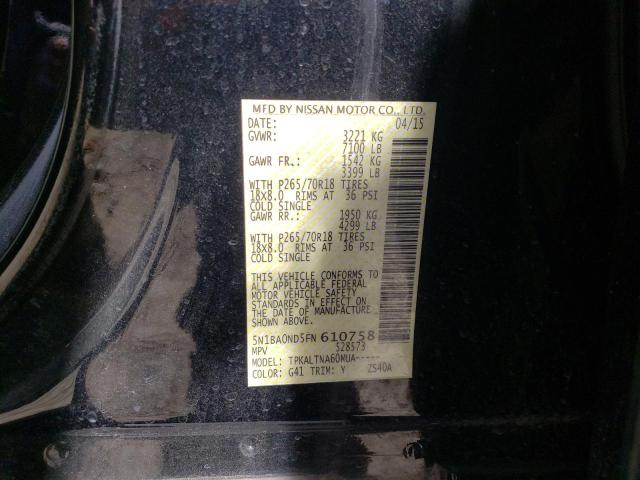 MFD BY NISSAN MOTOR CO., LTD.
DATE: 04/15
GVWR: 3221 KG
7100 LB
GAWR FR.: 1542 KG
3399 LB
WITH P265/70R18 TIRES
18X8.0 RIMS AT 36 PSI
COLD SINGLE
GAWR RR.: 1950 KG
4299 LB
WITH P265/70R18 TIRES
18X8.0 RIMS AT 36 PSI
COLD SINGLE
THIS VEHICLE CONFORMS TO
ALL APPLICABLE FEDERAL
MOTOR VEHICLE SAFETY
STANDARDS IN EFFECT ON
THE DATE OF MANUFACTURE
SHOWN ABOVE.
5N1BA0ND5FN610758
MPV 528573
MODEL: TPKALTNA60MUA-----
COLOR: G41 TRIM: Y ZS40A